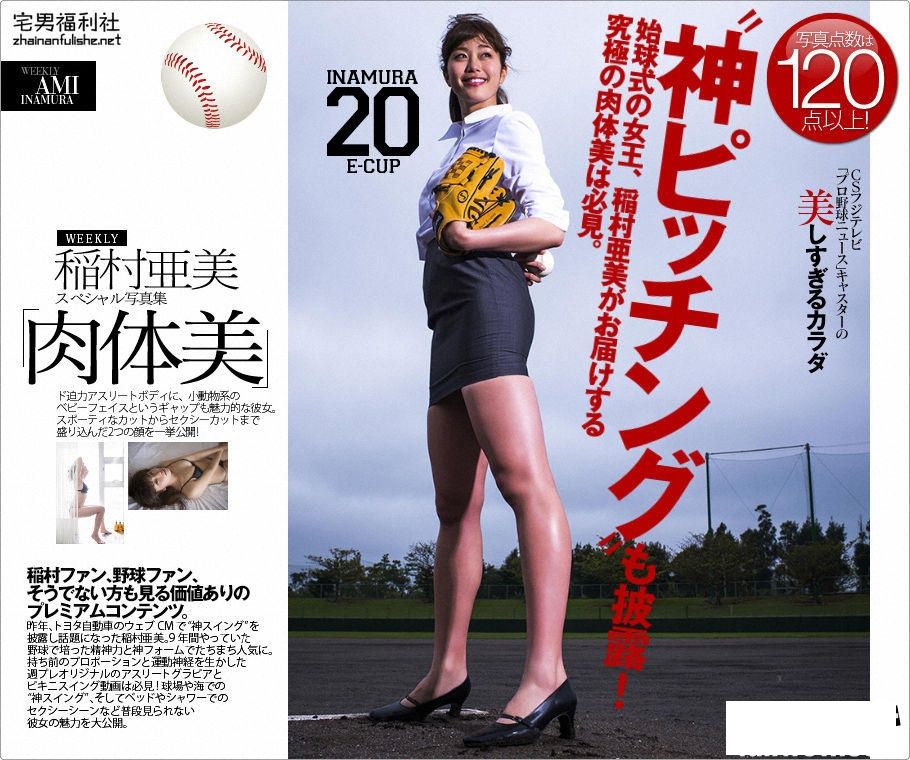 宅男福利社
zhainanfulishe.net
WEEKLY
AMI
INAMURA
INAMURA
20
E-CUP
"神ピッチング"も披露!
始球式の女王、稲村亜美がお届けする
究極の肉体美は必見。
写真点数は
120
点以上!
CSフジテレビ
「プロ野球ニュース」キャスターの
美しすぎるカラダ
WEEKLY
稲村亜美
スペシャル写真集
「肉体美」
ド迫力アスリートボディに、小動物系の
ベビーフェイスというギャップも魅力的な彼女。
スポーティなカットからセクシーカットまで
盛り込んだ2つの顔を一挙公開!
稲村ファン、野球ファン、
そうでない方も見る価値ありの
プレミアムコンテンツ。
昨年、トヨタ自動車のウェブCMで"神スイング"を
披露し話題になった稲村亜美。9年間やっていた
野球で培った精神力と神フォームでたちまち人気に。
持ち前のプロポーションと運動神経を生かした
週プレオリジナルのアスリートグラビアと
ビキニスイング動画は必見!球場や海での
"神スイング"、そしてベッドやシャワーでの
セクシーシーンなど普段見られない
彼女の魅力を大公開。